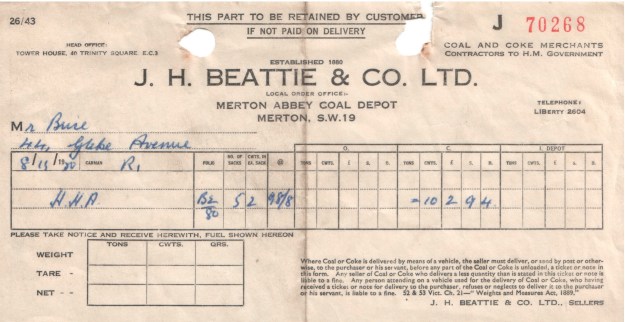 26/43
THIS PART TO BE RETAINED BY CUSTOMER
IF NOT PAID ON DELIVERY
J 70268
HEAD OFFICE:
TOWER HOUSE, 41 TRINITY SQUARE, E.C.3
COAL AND COKE MERCHANTS
CONTRACTORS TO H.M. GOVERNMENT
ESTABLISHED 1880
J. H. BEATTIE & CO. LTD.
LOCAL ORDER OFFICE:-
MERTON ABBEY COAL DEPOT
MERTON, S.W.19
TELEPHONE:
LIBERTY 2604
Mr
44, Glebe Avenue
CARMAN R1 PRICE NO. OF SACKS CWTS. IN EA. SACK @ O. C. I. DEPOT
TONS CWTS. £ S. D. TONS CWTS. £ S. D. TONS CWTS. £ S. D.
H.H.A 5 2 98/8 - 10 2 9 4
PLEASE TAKE NOTICE AND RECEIVE HEREWITH, FUEL SHOWN HEREON
TONS CWTS. QRS.
WEIGHT
TARE -
NET - -
Where Coal or Coke is delivered by means of a vehicle, the seller must deliver, or send by post or other-
wise, to the purchaser or his servant, before any part of the Coal or Coke is unloaded, a ticket or note in
this form. Any seller of Coal who delivers a less quantity than is stated in this ticket or note is
liable to a fine. Any person attending on a vehicle used for the delivery of Coal or Coke, who having
received a ticket or note for delivery to the purchaser, refuses or neglects to deliver it to the purchaser
or his servant, is liable to a fine. 52 & 53 Vict. Ch. 21—"Weights and Measures Act, 1889."
J. H. BEATTIE & CO. LTD., SELLERS